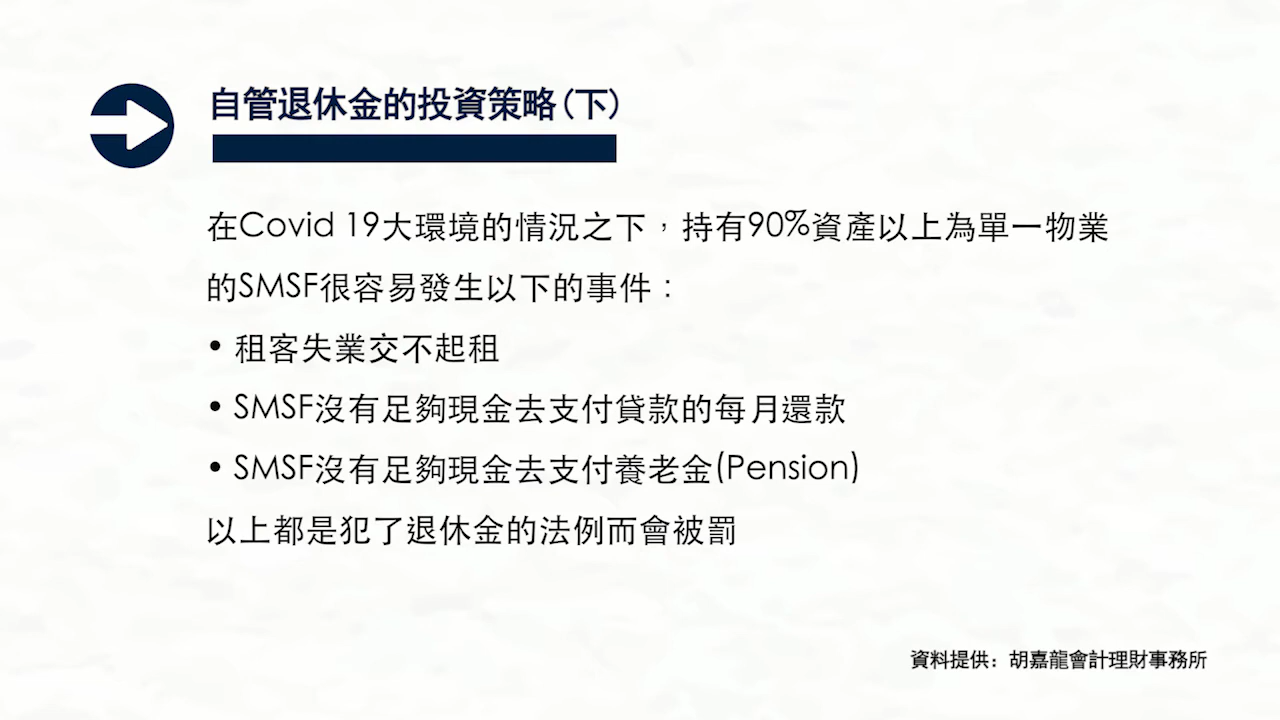 自管退休金的投資策略(下)
在Covid 19大環境的情況之下，持有90%資產以上為單一物業
的SMSF很容易發生以下的事件：
• 租客失業交不起租
• SMSF沒有足夠現金去支付貸款的每月還款
• SMSF沒有足夠現金去支付養老金(Pension)
以上都是犯了退休金的法例而會被罰
資料提供：胡嘉龍會計理財事務所